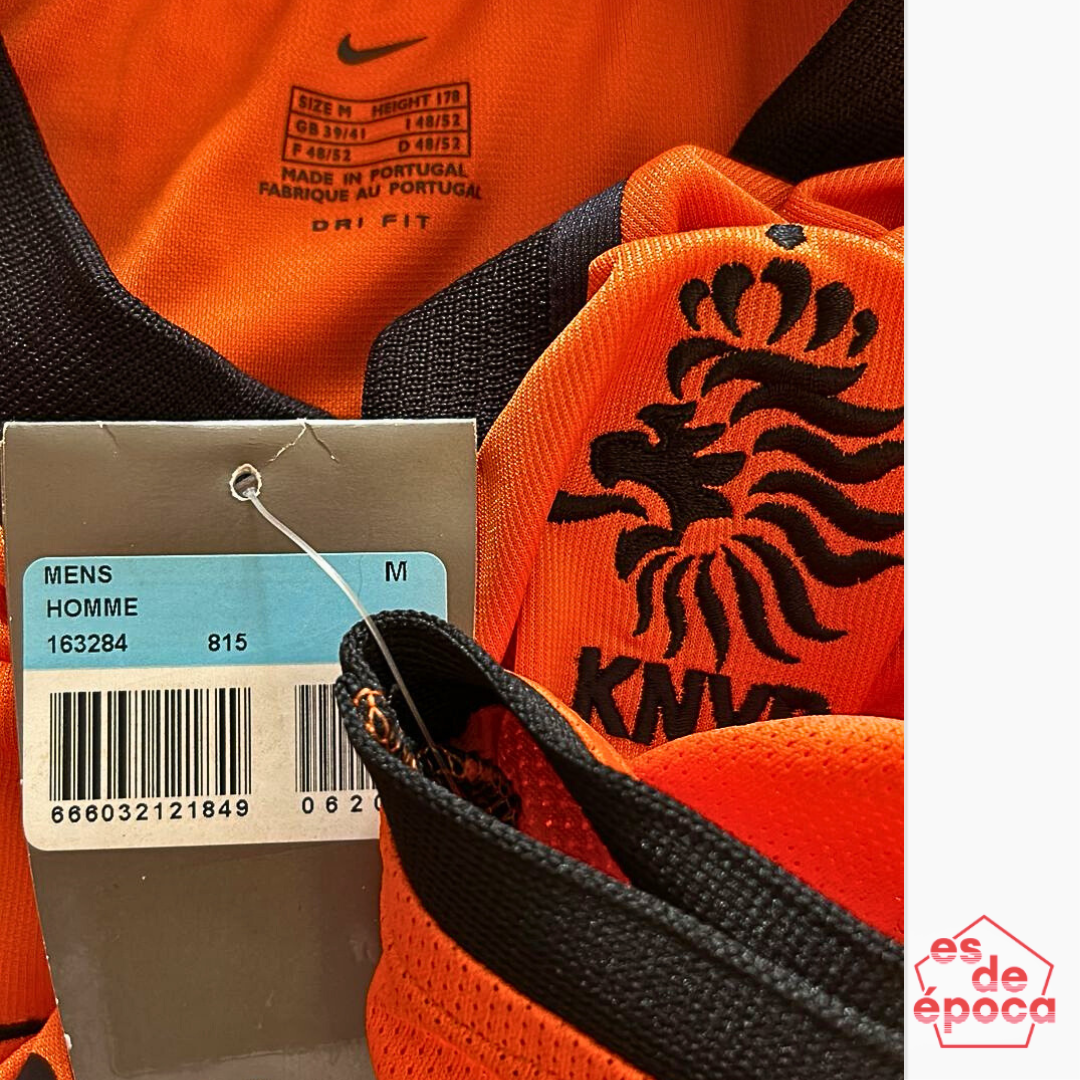 SIZE M HEIGHT 178
GB 39/41 I 48/52
F 48/52 D 48/52
MADE IN PORTUGAL
FABRIQUE AU PORTUGAL
DRI FIT
KNVB
MENS M
HOMME
163284 815
666032121849 062
es
de
época